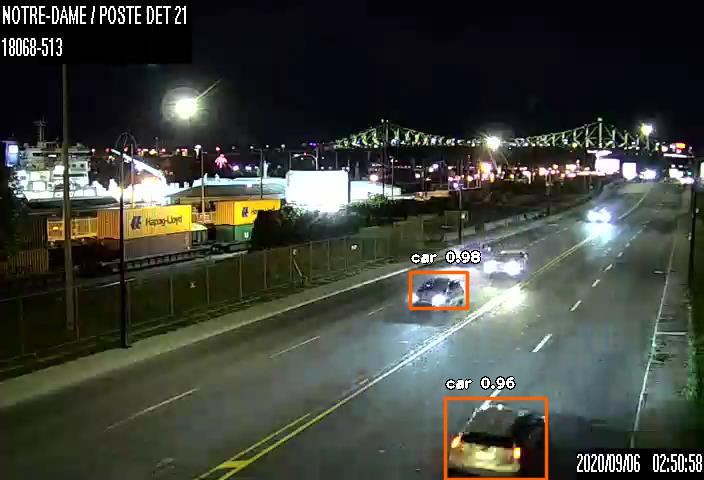 NOTRE-DAME / POSTE DET 21
18068-513
Hapag-Lloyd
car 0.98
car 0.96
2020/09/06 02:50:58